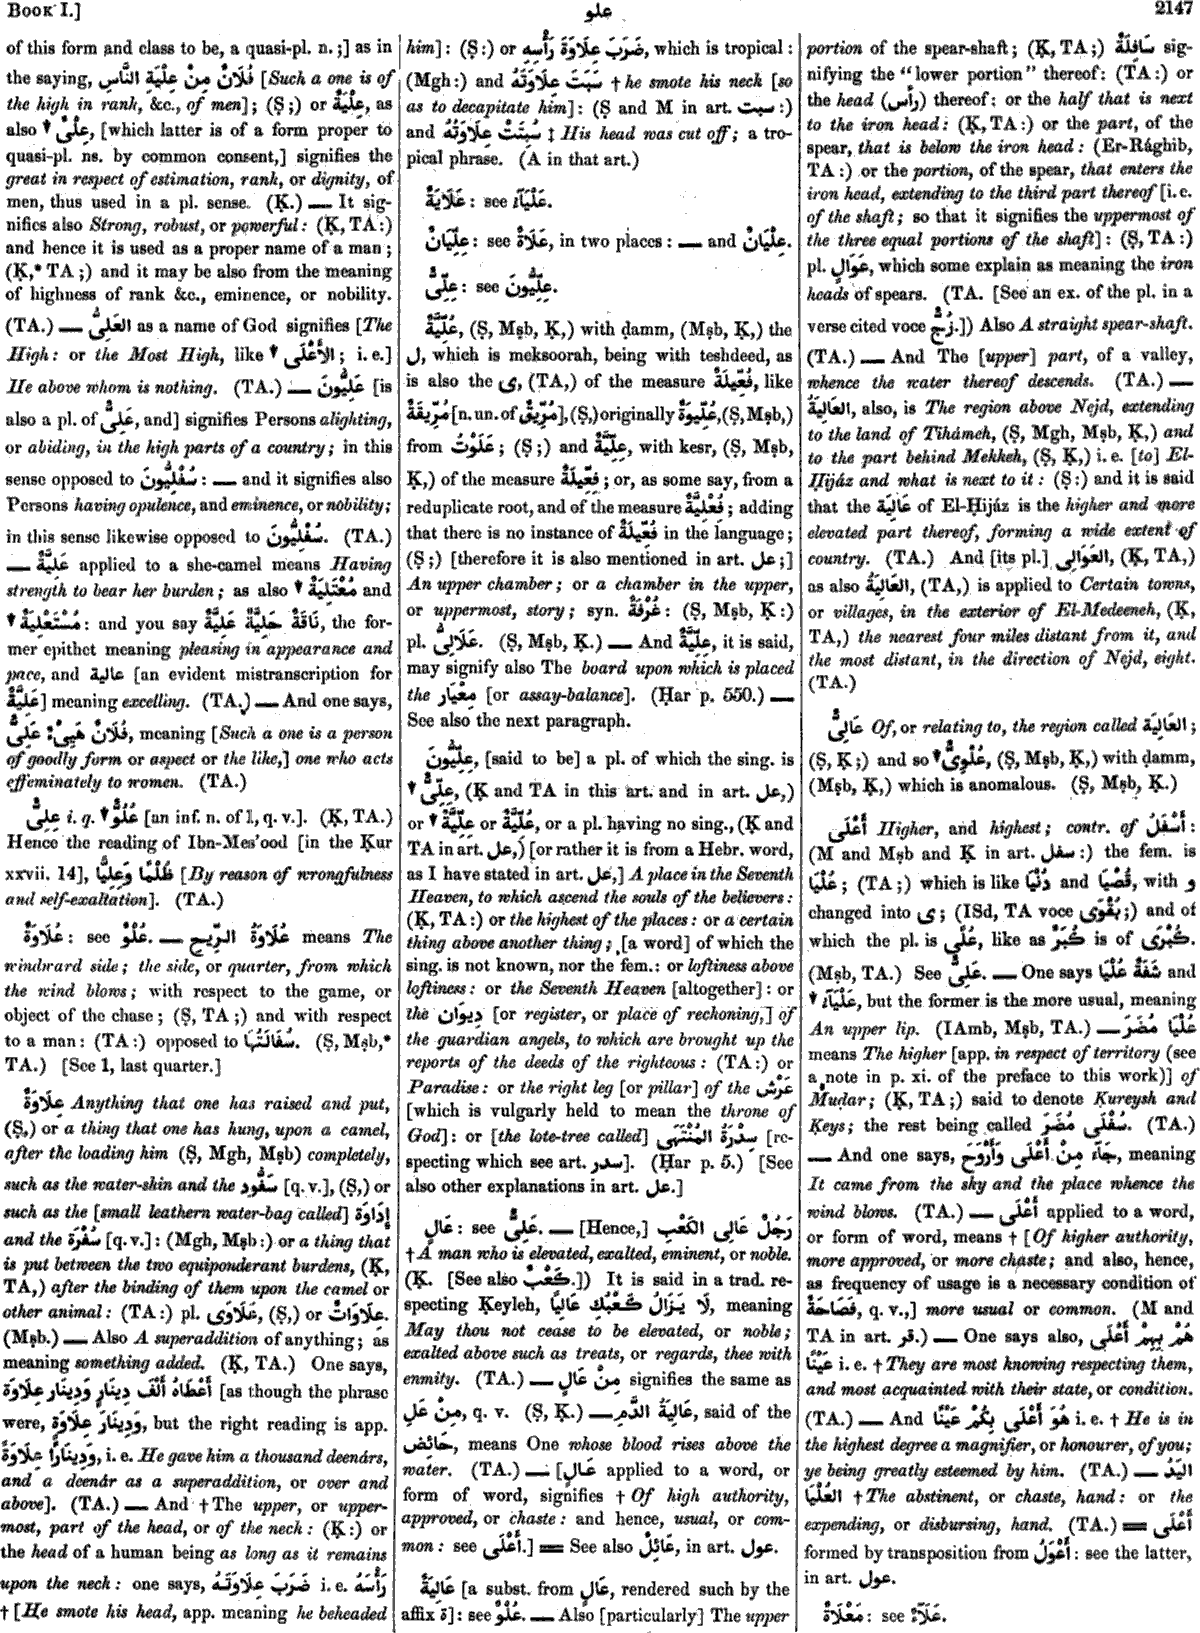 BOOK I.]
علو
2147
of this form and class to be, a quasi-pl. n. ;] as in
the saying, فُلَانٌ مِنْ عِلْيَةِ النَّاسِ [Such a one is of
the high in rank, &c., of men]; (Ṣ;) or عِلْيَةٌ, as
also ↓ عِلْىٌ, [which latter is of a form proper to
quasi-pl. ns. by common consent,] signifies the
great in respect of estimation, rank, or dignity, of
men, thus used in a pl. sense. (Ḳ.) — It sig-
nifies also Strong, robust, or powerful: (Ḳ, TA:)
and hence it is used as a proper name of a man;
(Ḳ,* TA;) and it may be also from the meaning
of highness of rank &c., eminence, or nobility.
(TA.) — العَلِىُّ as a name of God signifies [The
High: or the Most High, like ↓ الأَعْلَى; i. e.]
He above whom is nothing. (TA.) — عَلِيُّونَ [is
also a pl. of عَلِىٌّ, and] signifies Persons alighting,
or abiding, in the high parts of a country; in this
sense opposed to سُفْلِيُّونَ: — and it signifies also
Persons having opulence, and eminence, or nobility;
in this sense likewise opposed to سُفْلِيُّونَ. (TA.)
— عَلِيَّةٌ applied to a she-camel means Having
strength to bear her burden; as also ↓ مُعْتَلِيَةٌ and
↓ مُسْتَعْلِيَةٌ: and you say نَاقَةٌ حَلِيَّةٌ عَلِيَّةٌ, the for-
mer epithet meaning pleasing in appearance and
pace, and عالية [an evident mistranscription for
عَلِيَّةٌ] meaning excelling. (TA.) — And one says,
فُلَانٌ هَيِىْءٌ عَلِىٌّ, meaning [Such a one is a person
of goodly form or aspect or the like,] one who acts
effeminately to women. (TA.)
عِلِىٌّ i. q. ↓ عُلُوٌّ [an inf. n. of 1, q. v.]. (Ḳ, TA.)
Hence the reading of Ibn-Mes'ood [in the Ḳur
xxvii. 14], ظُلْمًا وَعِلِيًّا [By reason of wrongfulness
and self-exaltation]. (TA.)
عُلَاوَةٌ: see عُلْوٌ. — عُلَاوَةُ الرِّيحِ means The
windward side; the side, or quarter, from which
the wind blows; with respect to the game, or
object of the chase; (Ṣ, TA;) and with respect
to a man: (TA:) opposed to سُفَالَتُهَا. (Ṣ, Mṣb,*
TA.) [See 1, last quarter.]
عِلَاوَةٌ Anything that one has raised and put,
(Ṣ,) or a thing that one has hung, upon a camel,
after the loading him (Ṣ, Mgh, Mṣb) completely,
such as the water-skin and the سَفُّود [q. v.], (Ṣ,) or
such as the [small leathern water-bag called] إِدَاوَة
and the سُفْرَة [q. v.]: (Mgh, Mṣb:) or a thing that
is put between the two equiponderant burdens, (Ḳ,
TA,) after the binding of them upon the camel or
other animal: (TA:) pl. عَلَاوَى, (Ṣ,) or عِلَاوَاتٌ.
(Mṣb.) — Also A superaddition of anything; as
meaning something added. (Ḳ, TA.) One says,
أَعْطَاهُ أَلْفَ دِينَارٍ وَدِينَارَ عِلَاوَةٍ [as though the phrase
were, وَدِينَارَ عِلَاوَةٍ, but the right reading is app.
وَدِينَارًا عِلَاوَةً, i. e. He gave him a thousand deenárs,
and a deenár as a superaddition, or over and
above]. (TA.) — And † The upper, or upper-
most, part of the head, or of the neck: (Ḳ:) or
the head of a human being as long as it remains
upon the neck: one says, ضَرَبَ عِلَاوَتَهُ i. e. رَأْسَهُ
† [He smote his head, app. meaning he beheaded
him]: (Ṣ:) or ضَرَبَ عِلَاوَةَ رَأْسِهِ, which is tropical:
(Mgh:) and سَبَتَ عِلَاوَتَهُ † he smote his neck [so
as to decapitate him]: (Ṣ and M in art. سبت:)
and سُبِتَتْ عِلَاوَتُهُ ‡ His head was cut off; a tro-
pical phrase. (A in that art.)
عَلَايَةٌ: see عَلْيَآءُ.
عِلِيَانٌ: see عَلَاةٌ, in two places: — and عِلْيَانٌ.
عِلِّىٌّ: see عِلِّيُّونَ.
عُلِّيَّةٌ, (Ṣ, Mṣb, Ḳ,) with ḍamm, (Mṣb, Ḳ,) the
ل, which is meksoorah, being with teshdeed, as
is also the ى, (TA,) of the measure فُعِّيلَةٌ, like
مُرِّيقَةٌ [n. un. of مُرِّيقٌ], (Ṣ,) originally عُلِّيوَةٌ, (Ṣ, Mṣb,)
from عَلَوْتُ; (Ṣ;) and عِلِّيَّةٌ, with kesr, (Ṣ, Mṣb,
Ḳ,) of the measure فِعِّيلَةٌ; or, as some say, from a
reduplicate root, and of the measure فُعْلِيَّةٌ; adding
that there is no instance of فُعِّيلَةٌ in the language;
(Ṣ;) [therefore it is also mentioned in art. عل;]
An upper chamber; or a chamber in the upper,
or uppermost, story; syn. غُرْفَةٌ: (Ṣ, Mṣb, Ḳ:)
pl. عَلَالِىُّ. (Ṣ, Mṣb, Ḳ.) — And عِلِّيَّةٌ, it is said,
may signify also The board upon which is placed
the مِعْيَار [or assay-balance]. (Ḥar p. 550.) —
See also the next paragraph.
عِلِّيُّونَ, [said to be] a pl. of which the sing. is
↓ عِلِّىٌّ, (Ḳ and TA in this art. and in art. عل,)
or ↓ عِلِّيَّةٌ or عُلِّيَّةٌ, or a pl. having no sing., (Ḳ and
TA in art. عل,) [or rather it is from a Hebr. word,
as I have stated in art. عل,] A place in the Seventh
Heaven, to which ascend the souls of the believers:
(Ḳ, TA:) or the highest of the places: or a certain
thing above another thing; [a word] of which the
sing. is not known, nor the fem.: or loftiness above
loftiness: or the Seventh Heaven [altogether]: or
the دِيوَان [or register, or place of reckoning,] of
the guardian angels, to which are brought up the
reports of the deeds of the righteous: (TA:) or
Paradise: or the right leg [or pillar] of the عَرْش
[which is vulgarly held to mean the throne of
God]: or [the lote-tree called] سِدْرَةُ المُنْتَهَى [re-
specting which see art. سدر]. (Ḥar p. 5.) [See
also other explanations in art. عل.]
عَالٍ: see عَلِىٌّ. — [Hence,] رَجُلٌ عَالِى الكَعْبِ
† A man who is elevated, exalted, eminent, or noble.
(Ḳ. [See also كَعْبٌ.]) It is said in a trad. re-
specting Ḳeyleh, لَا يَزَالُ كَعْبُكِ عَالِيًا, meaning
May thou not cease to be elevated, or noble;
exalted above such as treats, or regards, thee with
enmity. (TA.) — مِنْ عَالٍ signifies the same as
مِنْ عَلِ, q. v. (Ṣ, Ḳ.) — عَالِيَةُ الدَّمِ, said of the
حَائِض, means One whose blood rises above the
water. (TA.) — [عَالٍ applied to a word, or
form of word, signifies † Of high authority,
approved, or chaste: and hence, usual, or com-
mon: see أَعْلَى.] = See also عَائِلٌ, in art. عول.
عَالِيَةٌ [a subst. from عَالٍ, rendered such by the
affix ة]: see عُلْوٌ. — Also [particularly] The upper
portion of the spear-shaft; (Ḳ, TA;) سَافِلَةٌ sig-
nifying the "lower portion" thereof: (TA:) or
the head (رأس) thereof: or the half that is next
to the iron head: (Ḳ, TA:) or the part, of the
spear, that is below the iron head: (Er-Rághib,
TA:) or the portion, of the spear, that enters the
iron head, extending to the third part thereof [i. e.
of the shaft; so that it signifies the uppermost of
the three equal portions of the shaft]: (Ṣ, TA:)
pl. عَوَالٍ, which some explain as meaning the iron
heads of spears. (TA. [See an ex. of the pl. in a
verse cited voce زُجٌّ.]) Also A straight spear-shaft.
(TA.) — And The [upper] part, of a valley,
whence the water thereof descends. (TA.) —
العَالِيَةُ, also, is The region above Nejd, extending
to the land of Tihámeh, (Ṣ, Mgh, Mṣb, Ḳ,) and
to the part behind Mekkeh, (Ṣ, Ḳ,) i. e. [to] El-
Ḥijáz and what is next to it: (Ṣ:) and it is said
that the عَالِيَة of El-Ḥijáz is the higher and more
elevated part thereof, forming a wide extent of
country. (TA.) And [its pl.] العَوَالِى, (Ḳ, TA,)
as also العَالِيَةُ, (TA,) is applied to Certain towns,
or villages, in the exterior of El-Medeeneh, (Ḳ,
TA,) the nearest four miles distant from it, and
the most distant, in the direction of Nejd, eight.
(TA.)
عَالِىٌّ Of, or relating to, the region called العَالِيَة;
(Ṣ, Ḳ;) and so ↓ عُلْوِىٌّ, (Ṣ, Mṣb, Ḳ,) with ḍamm,
(Mṣb, Ḳ,) which is anomalous. (Ṣ, Mṣb, Ḳ.)
أَعْلَى Higher, and highest; contr. of أَسْفَلُ:
(M and Mṣb and Ḳ in art. سفل:) the fem. is
عُلْيَا; (TA;) which is like دُنْيَا and قُصْيَا, with و
changed into ى; (ISd, TA voce بَقْوَى;) and of
which the pl. is عُلًى, like as كُبَرٌ is of كُبْرَى.
(Mṣb, TA.) See عَلِىٌّ. — One says شَفَةٌ عُلْيَا and
↓ عَلْيَآءُ, but the former is the more usual, meaning
An upper lip. (IAmb, Mṣb, TA.) — عُلْيَا مُضَرَ
means The higher [app. in respect of territory (see
a note in p. xi. of the preface to this work)] of
Muḍar; (Ḳ, TA;) said to denote Ḳureysh and
Ḳeys; the rest being called سُفْلَى مُضَرَ. (TA.)
— And one says, جَآءَ مِنْ أَعْلَى وَأَرْوَحَ, meaning
It came from the sky and the place whence the
wind blows. (TA.) — أَعْلَى applied to a word,
or form of word, means † [Of higher authority,
more approved, or more chaste; and also, hence,
as frequency of usage is a necessary condition of
فَصَاحَة, q. v.,] more usual or common. (M and
TA in art. قر.) — One says also, هُمْ بِهِمْ أَعْلَى
عَيْنًا i. e. † They are most knowing respecting them,
and most acquainted with their state, or condition.
(TA.) — And هُوَ أَعْلَى بِكُمْ عَيْنًا i. e. † He is in
the highest degree a magnifier, or honourer, of you;
ye being greatly esteemed by him. (TA.) — اليَدُ
العُلْيَا † The abstinent, or chaste, hand: or the
expending, or disbursing, hand. (TA.) = أَعْلَى
formed by transposition from أَعْوَلُ: see the latter,
in art. عول.
مَعْلَاةٌ: see عَلَآءٌ.